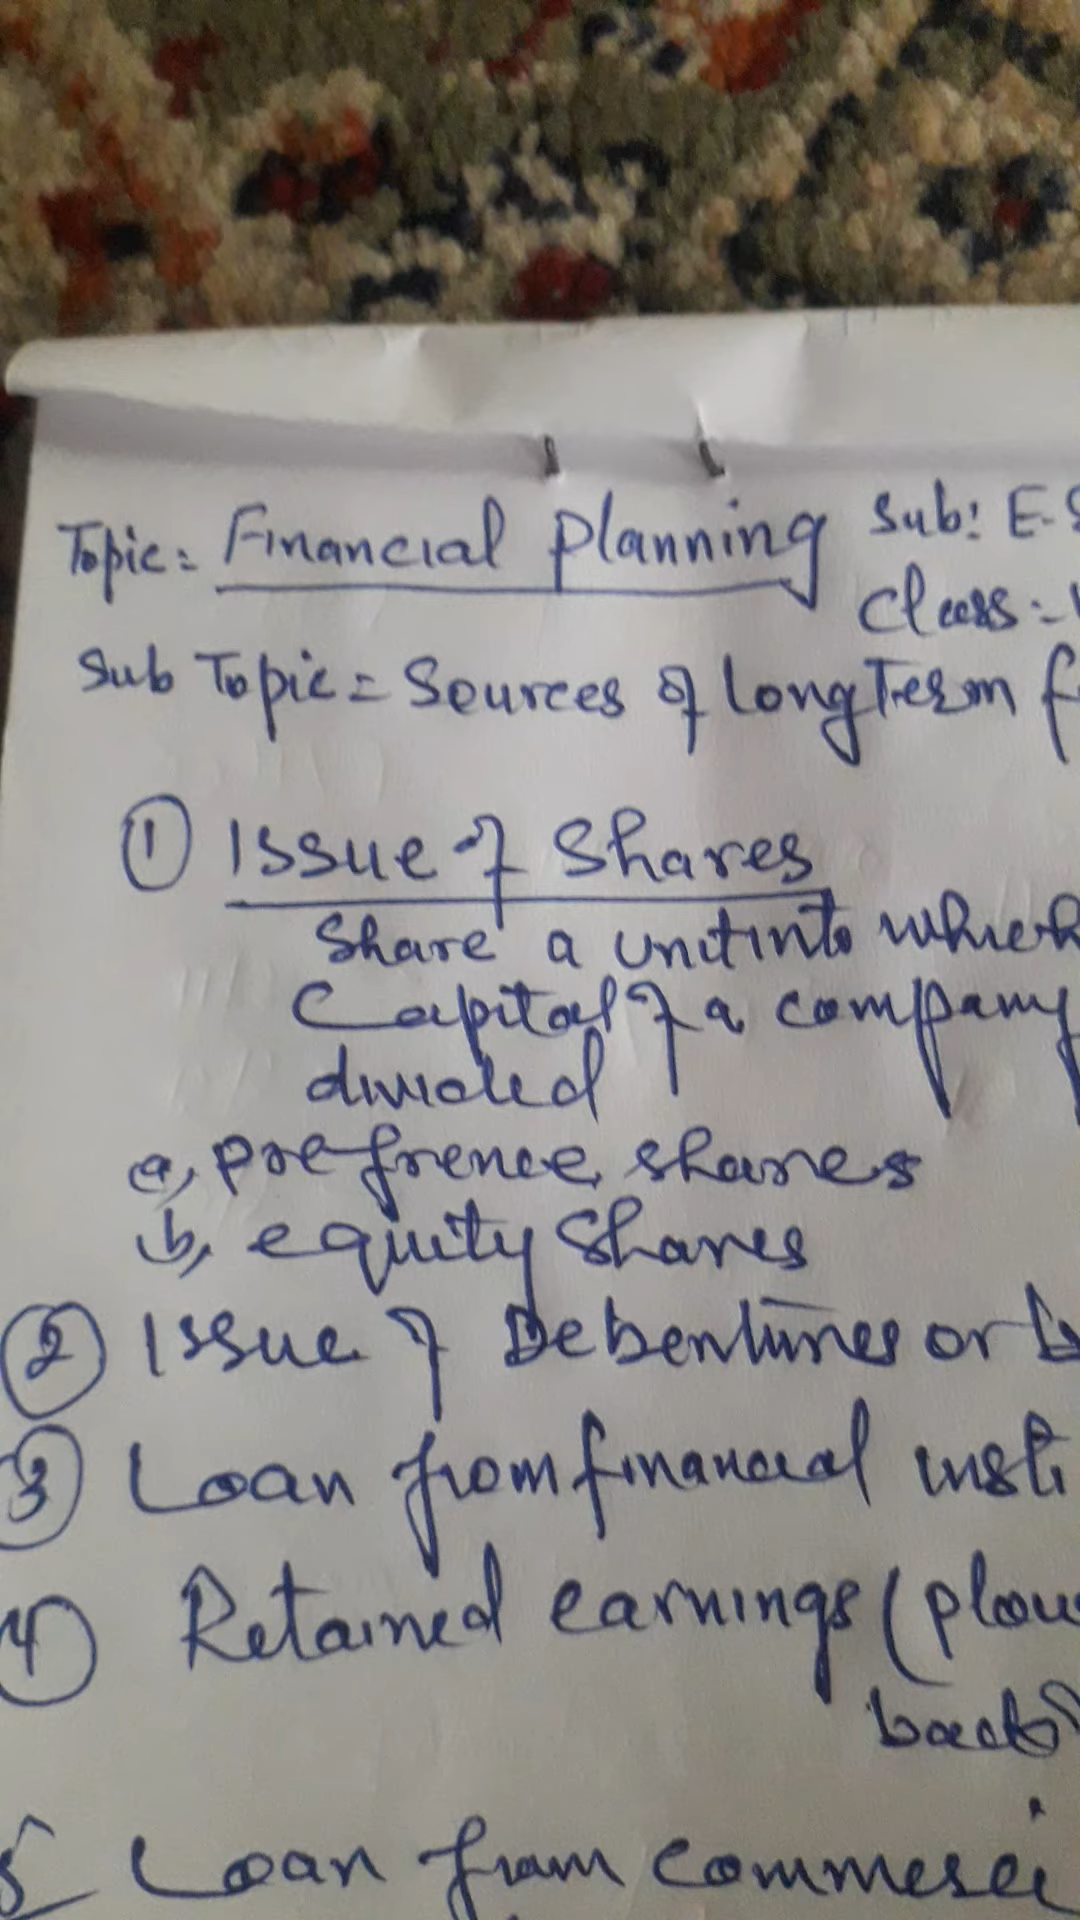 Topic = Financial planning Sub: E-S
Class :-
Sub Topic = Sources of long Term f
① Issue of Shares
Share a unit into which
Capital of a company
divided
a, prefrence shares
b, equity Shares
② Issue of Debentures or
③ Loan from financial insti
④ Retained earnings (plou
back
5 Loan from commerci